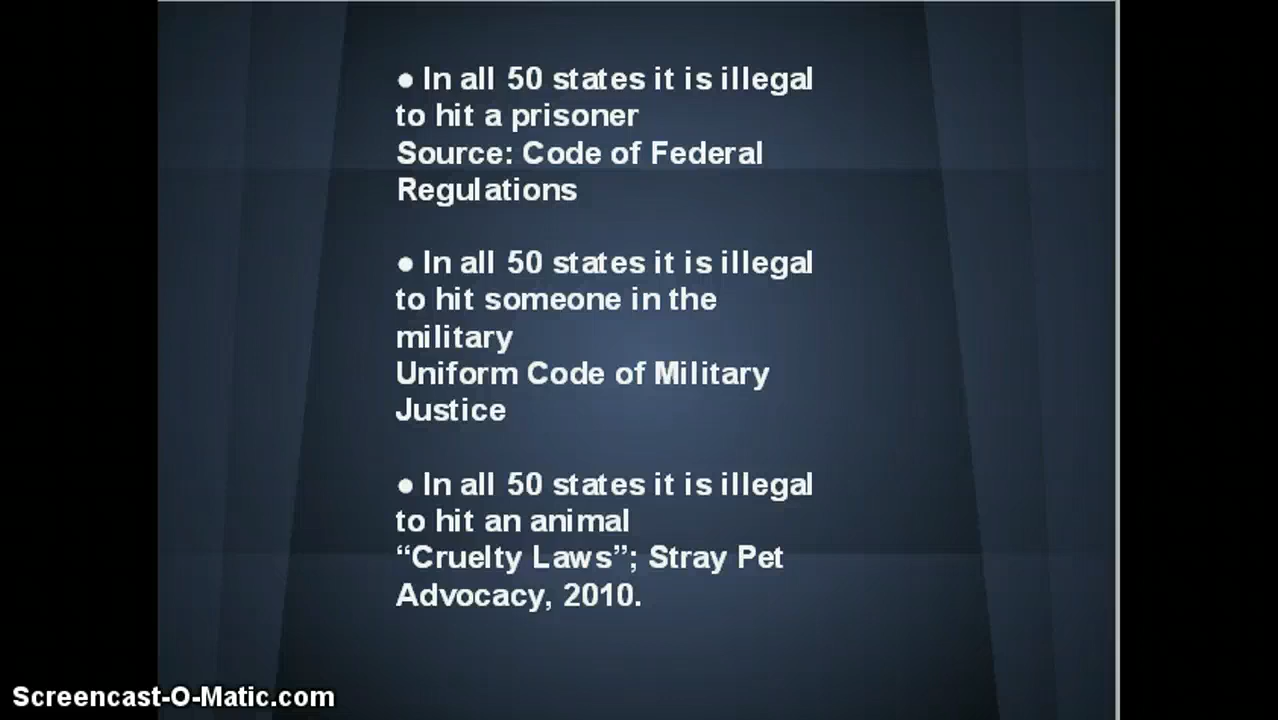 ● In all 50 states it is illegal
to hit a prisoner
Source: Code of Federal
Regulations
● In all 50 states it is illegal
to hit someone in the
military
Uniform Code of Military
Justice
● In all 50 states it is illegal
to hit an animal
“Cruelty Laws”; Stray Pet
Advocacy, 2010.
Screencast-O-Matic.com